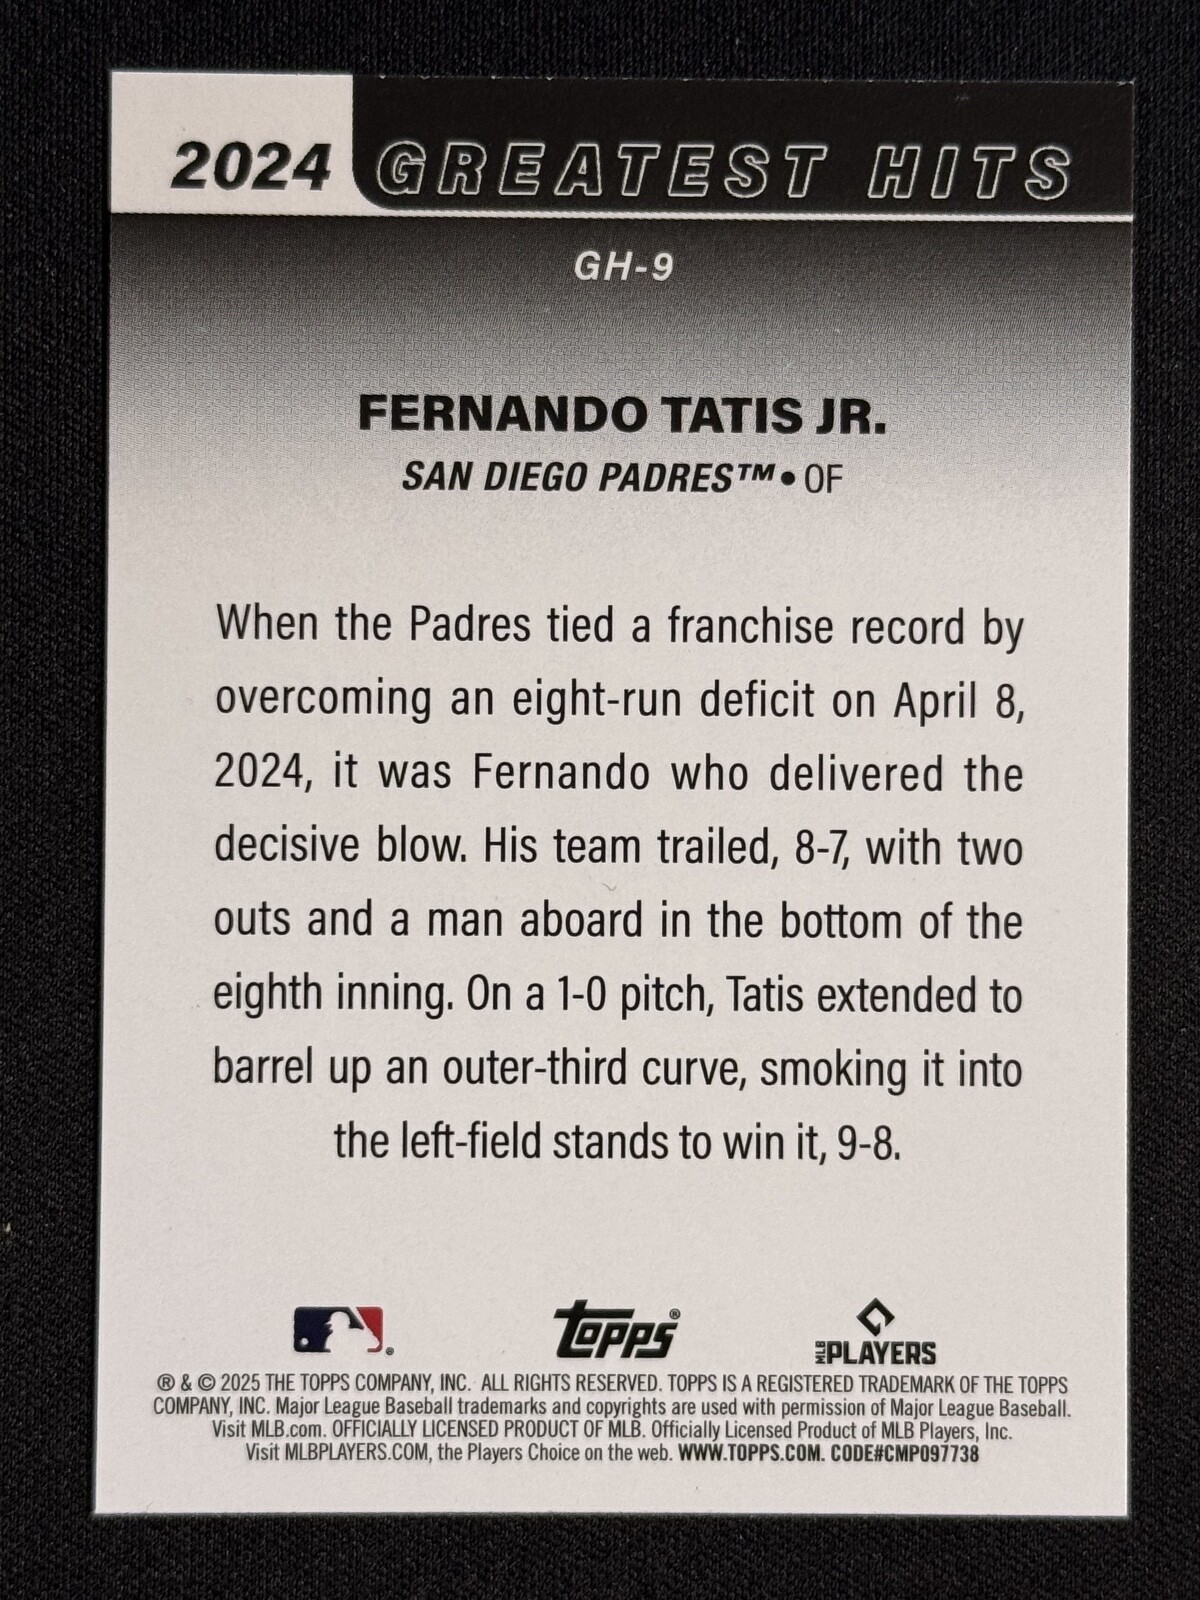 2024 GREATEST HITS
GH-9
FERNANDO TATIS JR.
SAN DIEGO PADRES™ • OF
When the Padres tied a franchise record by
overcoming an eight-run deficit on April 8,
2024, it was Fernando who delivered the
decisive blow. His team trailed, 8-7, with two
outs and a man aboard in the bottom of the
eighth inning. On a 1-0 pitch, Tatis extended to
barrel up an outer-third curve, smoking it into
the left-field stands to win it, 9-8.
Topps® MLB PLAYERS
® & © 2025 THE TOPPS COMPANY, INC. ALL RIGHTS RESERVED. TOPPS IS A REGISTERED TRADEMARK OF THE TOPPS
COMPANY, INC. Major League Baseball trademarks and copyrights are used with permission of Major League Baseball.
Visit MLB.com. OFFICIALLY LICENSED PRODUCT OF MLB. Officially Licensed Product of MLB Players, Inc.
Visit MLBPLAYERS.COM, the Players Choice on the web. WWW.TOPPS.COM. CODE#CMP097738